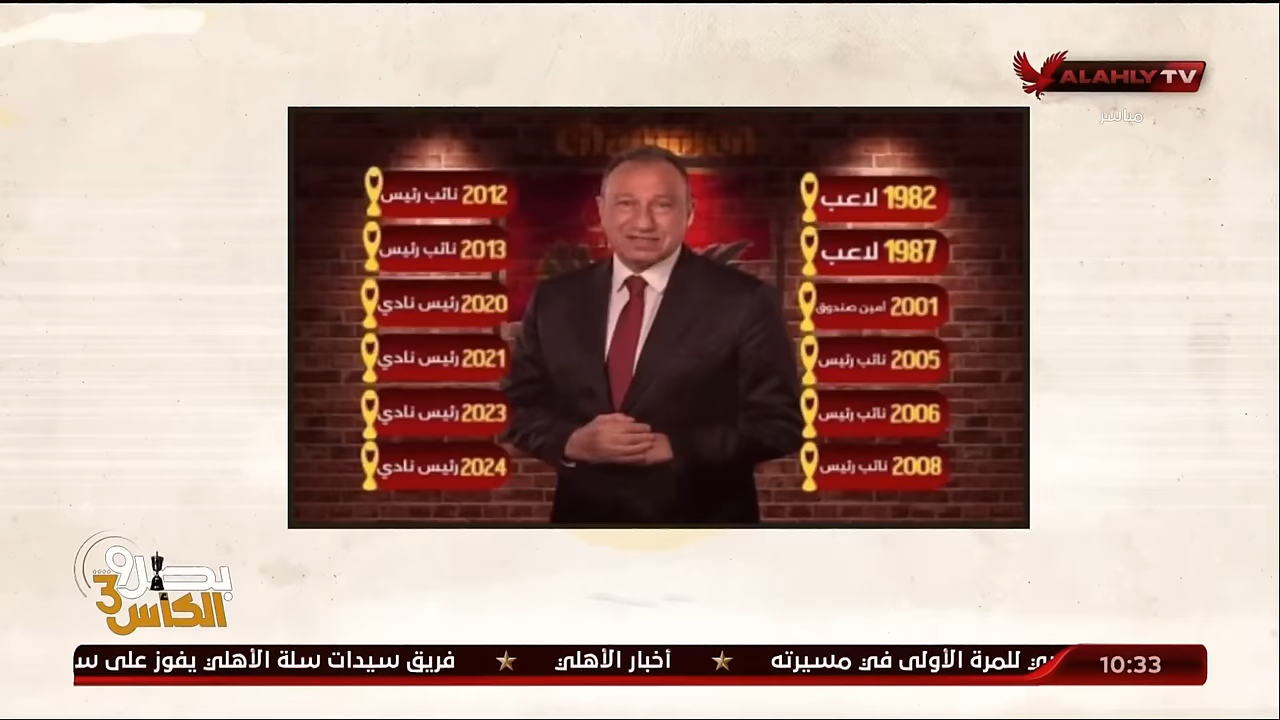 ALAHLY TV
مباشر
1982 لاعب
1987 لاعب
2001 امين صندوق
2005 نائب رئيس
2006 نائب رئيس
2008 نائب رئيس
2012 نائب رئيس
2013 نائب رئيس
2020 رئيس نادي
2021 رئيس نادي
2023 رئيس نادي
2024 رئيس نادي
الكأس 3
10:33
للمرة الأولى في مسيرته ★ أخبار الأهلي ★ فريق سيدات سلة الأهلي يفوز على